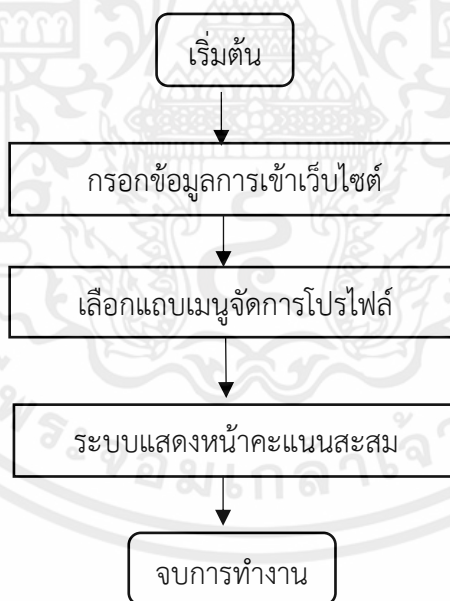 เริ่มต้น
กรอกข้อมูลการเข้าเว็บไซต์
เลือกแถบเมนูจัดการโปรไฟล์
ระบบแสดงหน้าคะแนนสะสม
จบการทำงาน